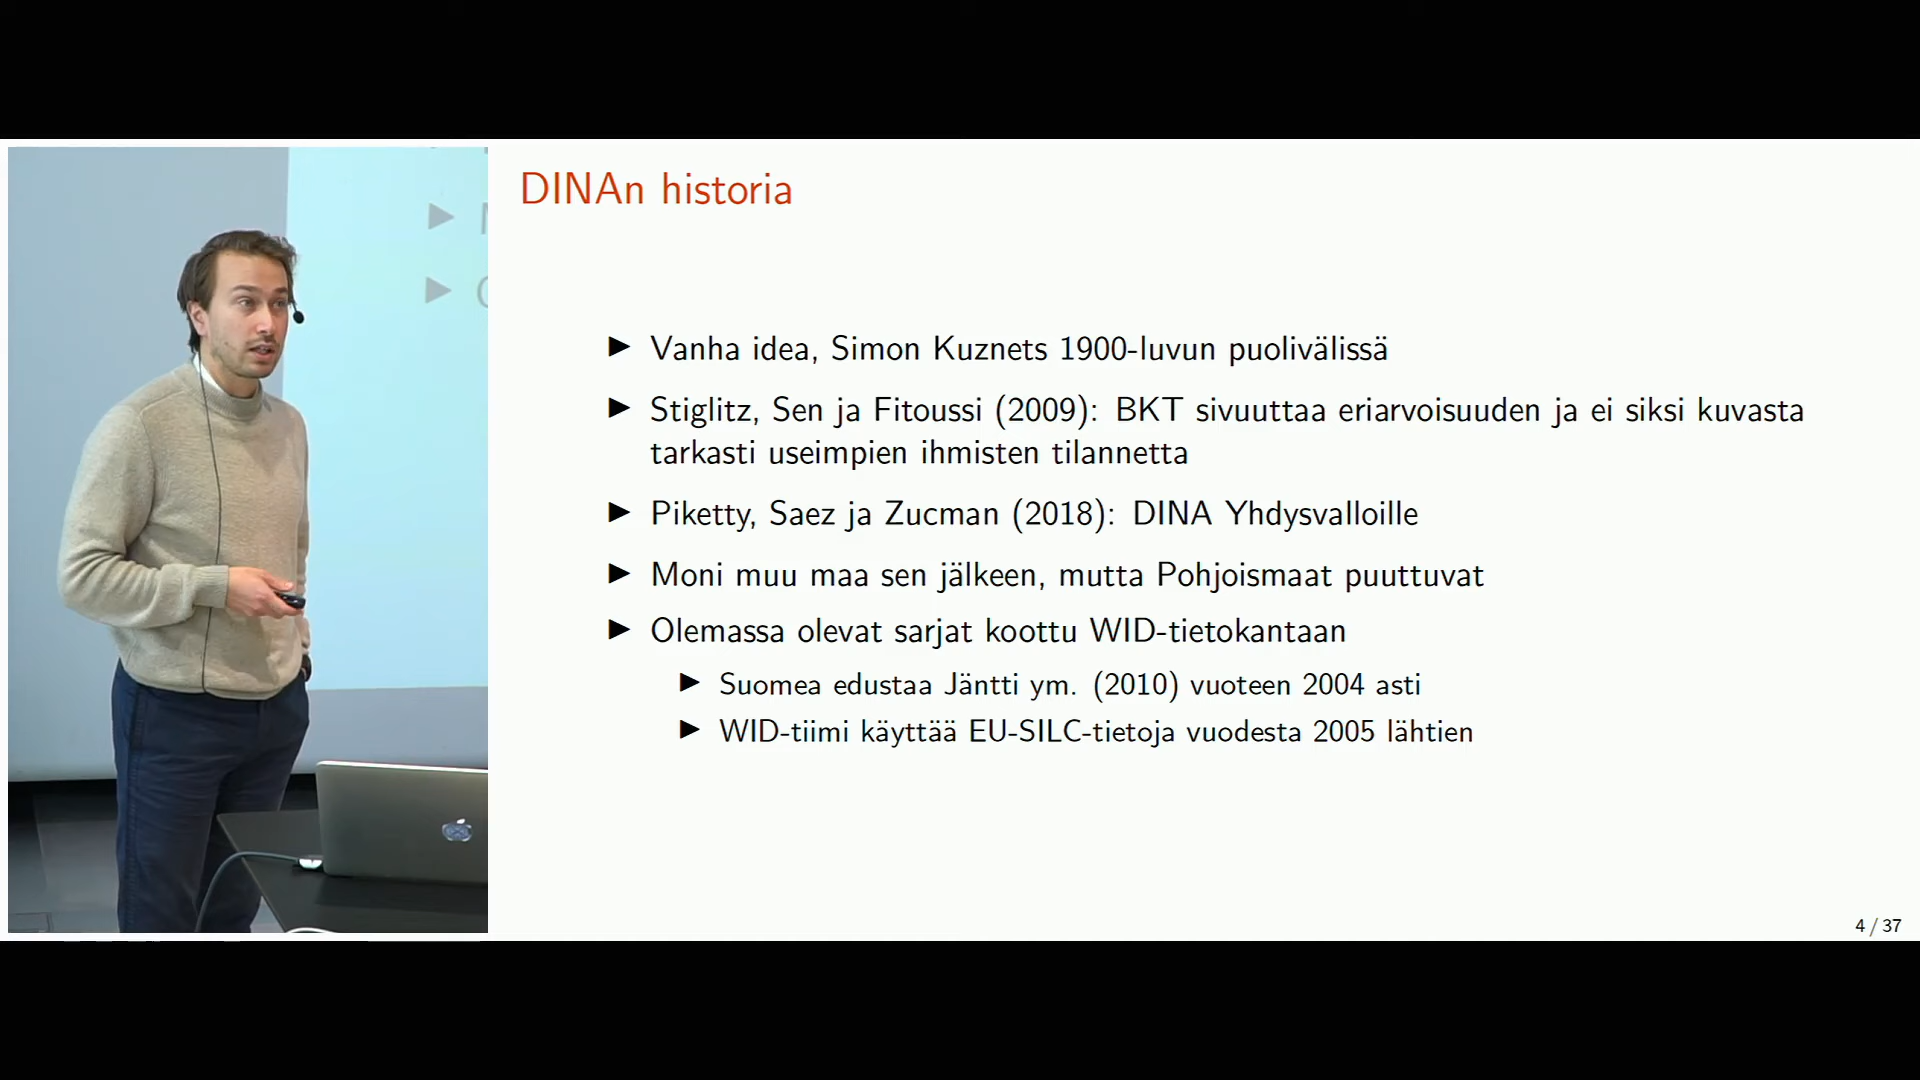 DINAn historia
▶ Vanha idea, Simon Kuznets 1900-luvun puolivälissä
▶ Stiglitz, Sen ja Fitoussi (2009): BKT sivuuttaa eriarvoisuuden ja ei siksi kuvasta
tarkasti useimpien ihmisten tilannetta
▶ Piketty, Saez ja Zucman (2018): DINA Yhdysvalloille
▶ Moni muu maa sen jälkeen, mutta Pohjoismaat puuttuvat
▶ Olemassa olevat sarjat koottu WID-tietokantaan
▶ Suomea edustaa Jäntti ym. (2010) vuoteen 2004 asti
▶ WID-tiimi käyttää EU-SILC-tietoja vuodesta 2005 lähtien
4 / 37